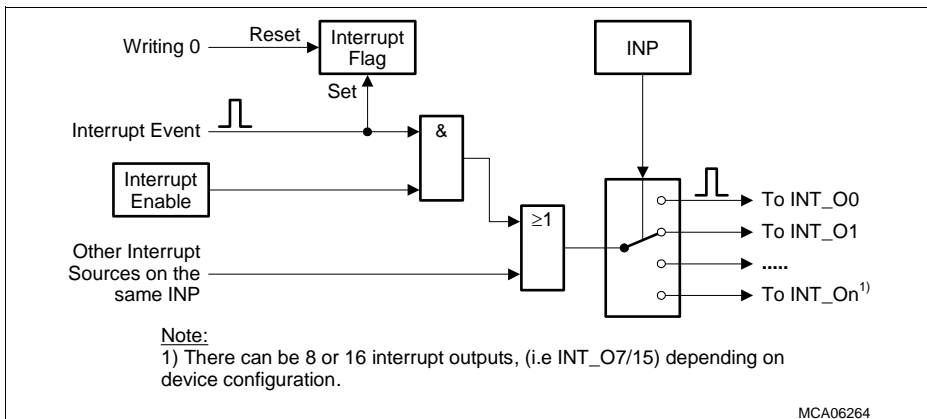 Writing 0
Reset
Interrupt
Flag
INP
Set
Interrupt Event
&
Interrupt
Enable
To INT_O0
≥1
To INT_O1
Other Interrupt
Sources on the
same INP
.....
To INT_On1)
Note:
1) There can be 8 or 16 interrupt outputs, (i.e INT_O7/15) depending on
device configuration.
MCA06264